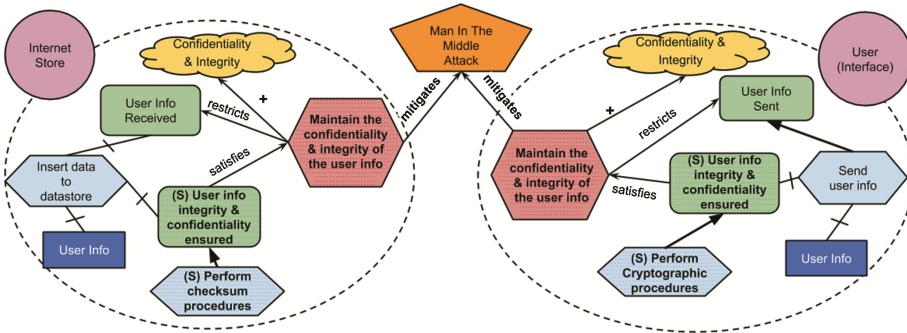 Internet
Store
Confidentiality
& Integrity
User Info
Received
restricts
+
Maintain the
confidentiality
& integrity of
the user info
satisfies
Insert data
to
datastore
(S) User info
integrity &
confidentiality
ensured
User Info
(S) Perform
checksum
procedures
Man In The
Middle
Attack
mitigates
mitigates
Confidentiality &
Integrity
User
(Interface)
User Info
Sent
+
restricts
Maintain the
confidentiality
& integrity of
the user info
satisfies
(S) User info
integrity &
confidentiality
ensured
Send
user info
(S) Perform
Cryptographic
procedures
User Info